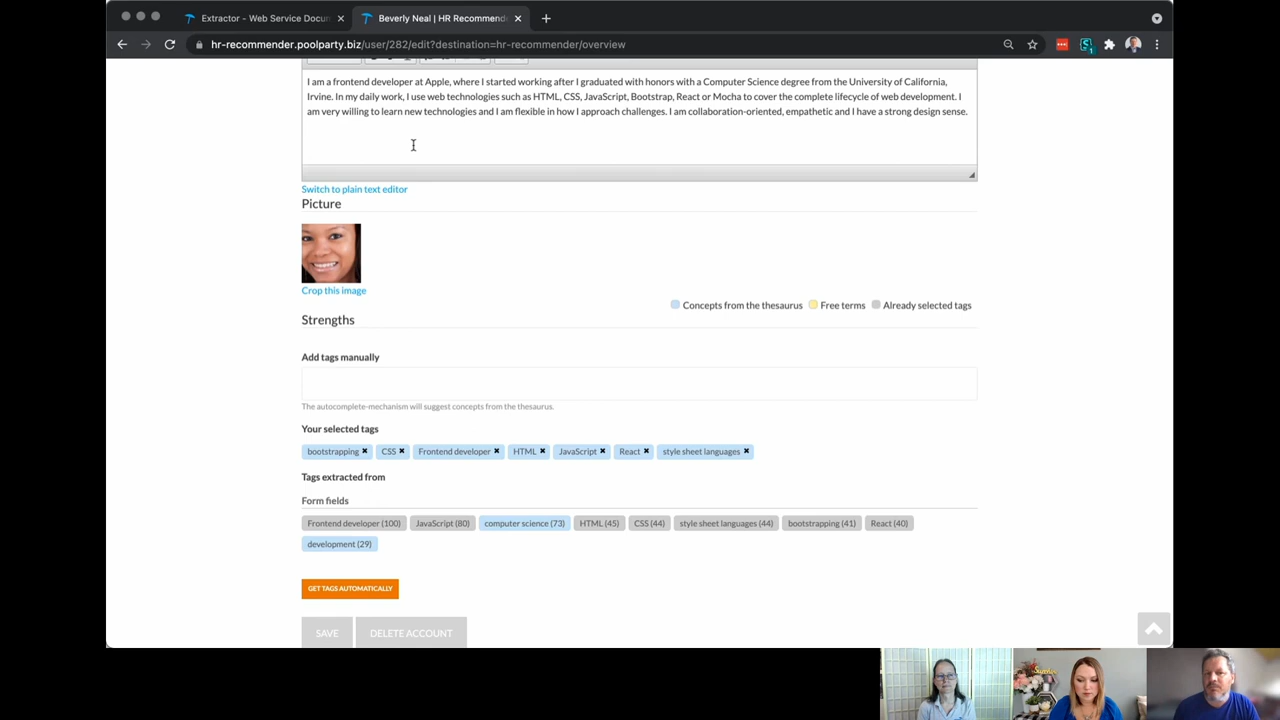 Extractor - Web Service Docun
Beverly Neal | HR Recommende
hr-recommender.poolparty.biz/user/282/edit?destination=hr-recommender/overview
I am a frontend developer at Apple, where I started working after I graduated with honors with a Computer Science degree from the University of California,
Irvine. In my daily work, I use web technologies such as HTML, CSS, JavaScript, Bootstrap, React or Mocha to cover the complete lifecycle of web development. I
am very willing to learn new technologies and I am flexible in how I approach challenges. I am collaboration-oriented, empathetic and I have a strong design sense.
Switch to plain text editor
Picture
Crop this image
Concepts from the thesaurus Free terms Already selected tags
Strengths
Add tags manually
The autocomplete-mechanism will suggest concepts from the thesaurus.
Your selected tags
bootstrapping CSS Frontend developer HTML JavaScript React style sheet languages
Tags extracted from
Form fields
Frontend developer (100) JavaScript (80) computer science (73) HTML (45) CSS (44) style sheet languages (44) bootstrapping (41) React (40)
development (29)
GET TAGS AUTOMATICALLY
SAVE DELETE ACCOUNT